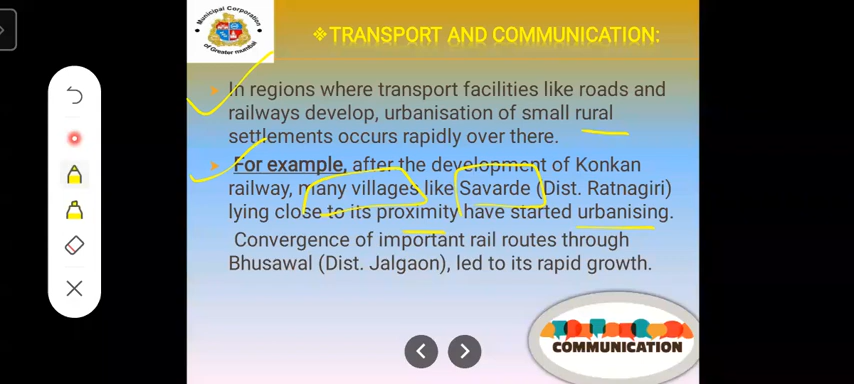 Municipal Corporation
of Greater mumbai
❖TRANSPORT AND COMMUNICATION:
➤ In regions where transport facilities like roads and
railways develop, urbanisation of small rural
settlements occurs rapidly over there.
➤ For example, after the development of Konkan
railway, many villages like Savarde (Dist. Ratnagiri)
lying close to its proximity have started urbanising.
Convergence of important rail routes through
Bhusawal (Dist. Jalgaon), led to its rapid growth.
COMMUNICATION